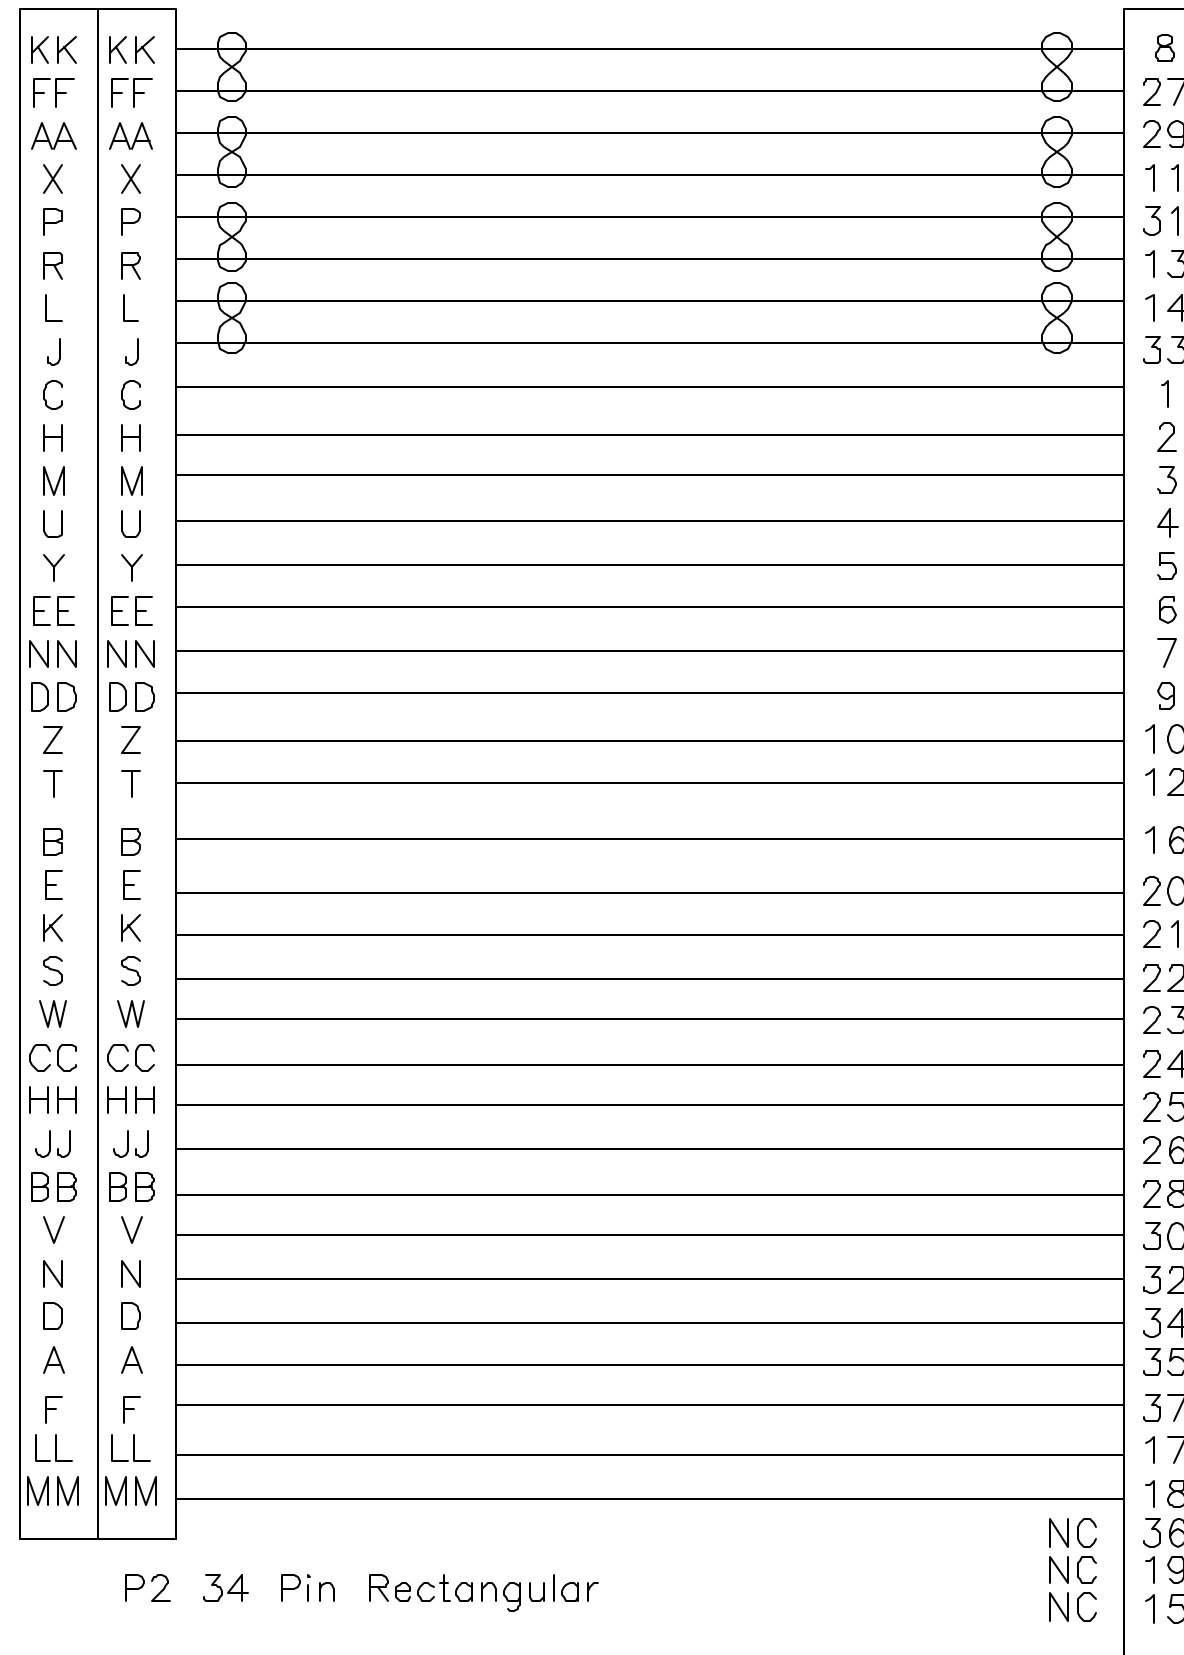 KK KK 8
FF FF 27
AA AA 29
X X 11
P P 31
R R 13
L L 14
J J 33
C C 1
H H 2
M M 3
U U 4
Y Y 5
EE EE 6
NN NN 7
DD DD 9
Z Z 10
T T 12
B B 16
E E 20
K K 21
S S 22
W W 23
CC CC 24
HH HH 25
JJ JJ 26
BB BB 28
V V 30
N N 32
D D 34
A A 35
F F 37
LL LL 17
MM MM 18
NC 36
NC 19
NC 15
P2 34 Pin Rectangular